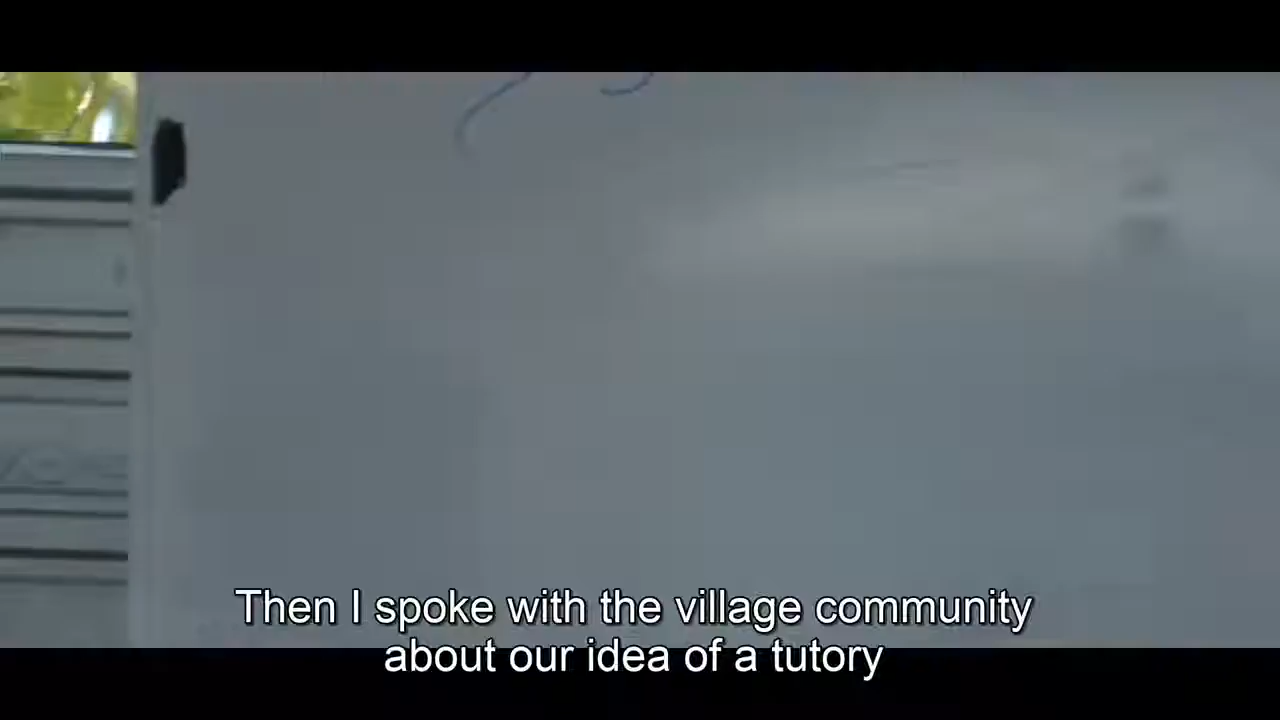 Then I spoke with the village community
about our idea of a tutory